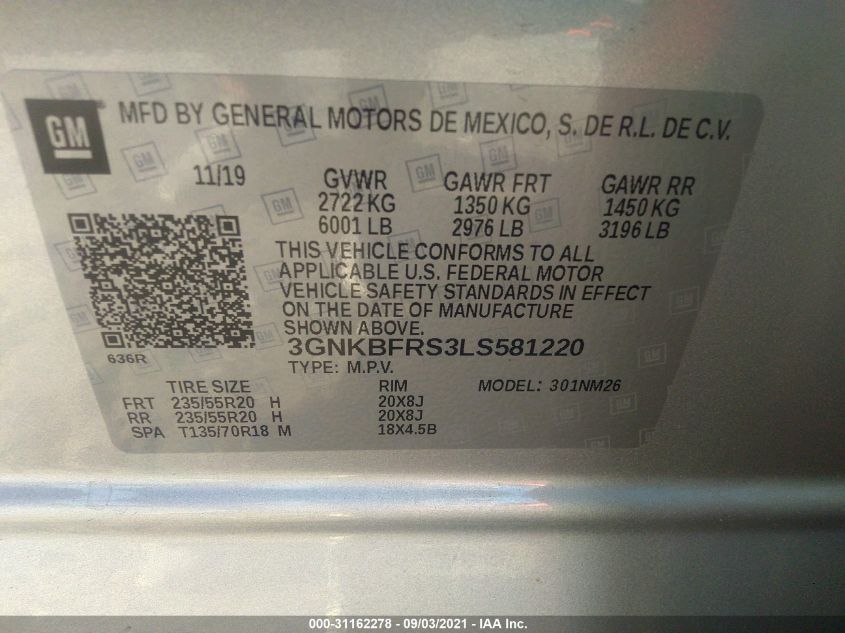 GM
MFD BY GENERAL MOTORS DE MEXICO, S. DE R.L. DE C.V.
11/19 GVWR GAWR FRT GAWR RR
2722 KG 1350 KG 1450 KG
6001 LB 2976 LB 3196 LB
THIS VEHICLE CONFORMS TO ALL
APPLICABLE U.S. FEDERAL MOTOR
VEHICLE SAFETY STANDARDS IN EFFECT
ON THE DATE OF MANUFACTURE
SHOWN ABOVE.
636R
3GNKBFRS3LS581220
TYPE: M.P.V.
TIRE SIZE RIM MODEL: 301NM26
FRT 235/55R20 H 20X8J
RR 235/55R20 H 20X8J
SPA T135/70R18 M 18X4.5B
000-31162278 - 09/03/2021 - IAA Inc.